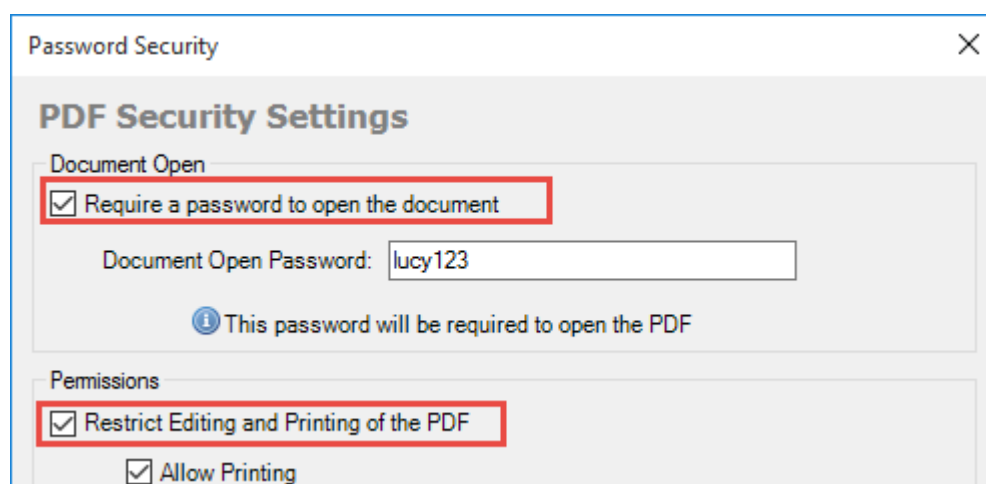 Password Security
PDF Security Settings
Document Open
Require a password to open the document
Document Open Password: lucy123
This password will be required to open the PDF
Permissions
Restrict Editing and Printing of the PDF
Allow Printing